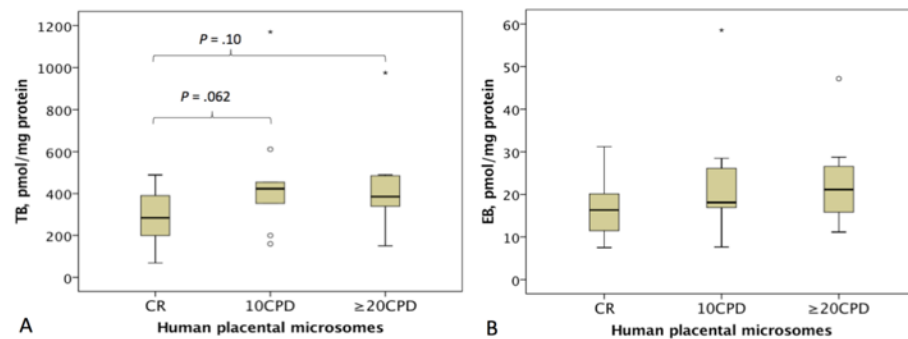 1200
1000
800
600
400
200
0
TB, pmol/mg protein
P = .10
P = .062
*
*
CR
10CPD
≥20CPD
Human placental microsomes
A
60
50
40
30
20
10
0
EB, pmol/mg protein
*
CR
10CPD
≥20CPD
Human placental microsomes
B